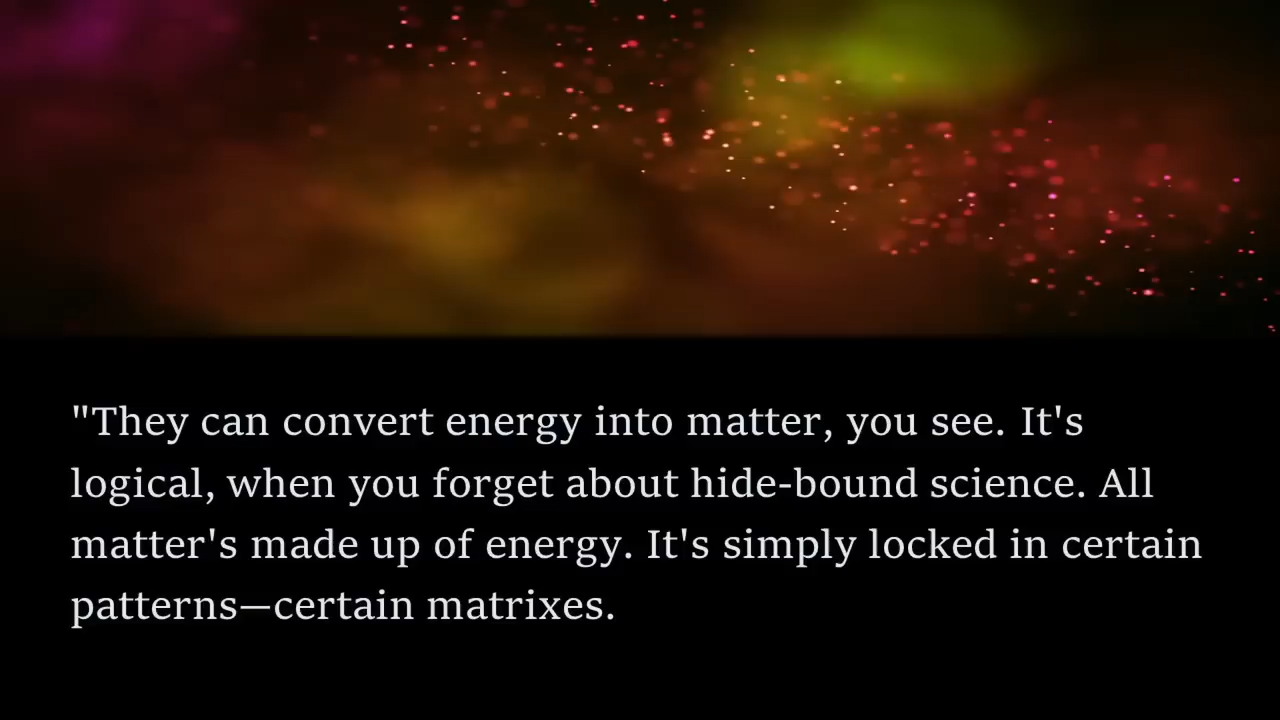 "They can convert energy into matter, you see. It's
logical, when you forget about hide-bound science. All
matter's made up of energy. It's simply locked in certain
patterns—certain matrixes.